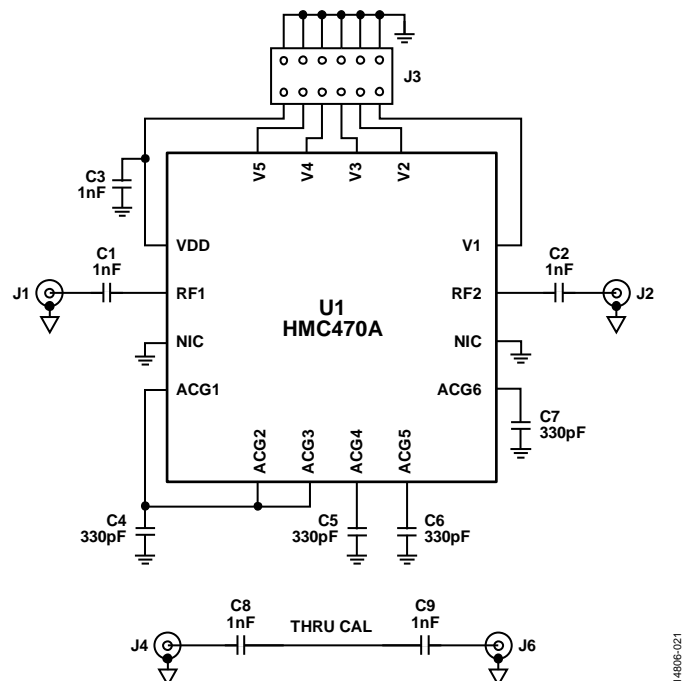 J3
V5
V4
V3
V2
C3
1nF
VDD
V1
C1
1nF
C2
1nF
J1
RF1
RF2
J2
U1
HMC470A
NIC
NIC
ACG1
ACG6
C7
330pF
ACG2
ACG3
ACG4
ACG5
C4
330pF
C5
330pF
C6
330pF
C8
1nF
THRU CAL
C9
1nF
J4
J6
14806-021